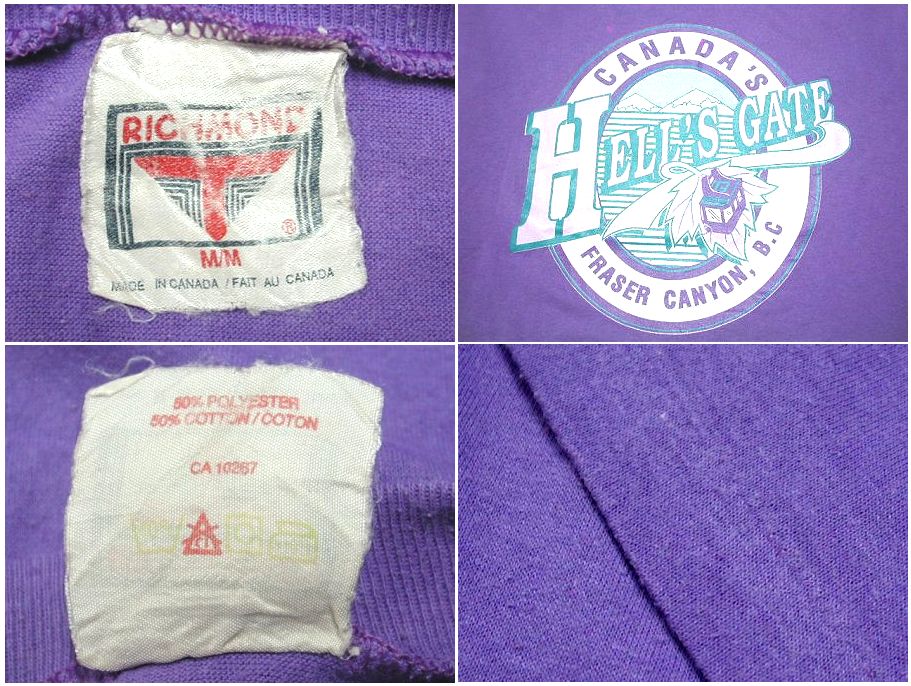 RICHMOND
®
M/M
MADE IN CANADA / FAIT AU CANADA
CANADA'S
HELL'S GATE
FRASER CANYON, B.C
50% POLYESTER
50% COTTON / COTON
CA 10267
CL